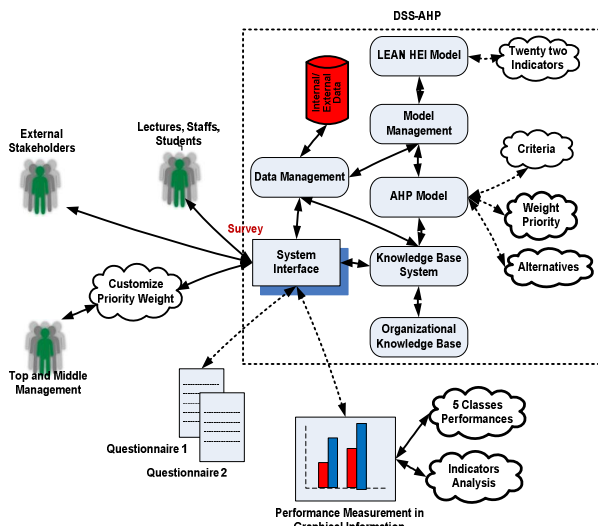 DSS-AHP
LEAN HEI Model
Twenty two
Indicators
Internal/
External
Data
Model
Management
External
Stakeholders
Lectures, Staffs,
Students
Criteria
Data Management
AHP Model
Weight
Priority
Survey
System
Interface
Knowledge Base
System
Alternatives
Customize
Priority Weight
Organizational
Knowledge Base
Top and Middle
Management
5 Classes
Performances
Questionnaire 1
Questionnaire 2
Indicators
Analysis
Performance Measurement in
Graphical Information